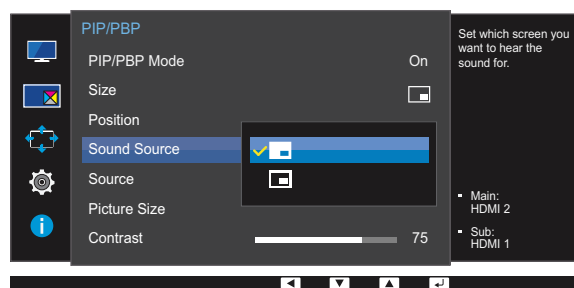 PIP/PBP
PIP/PBP Mode On
Size
Position
Sound Source
Source
Picture Size
Contrast 75
Set which screen you
want to hear the
sound for.
Main:
HDMI 2
Sub:
HDMI 1